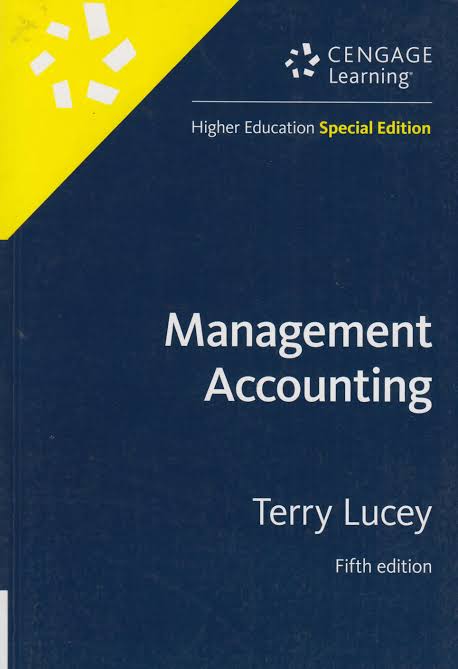 CENGAGE
Learning®
Higher Education Special Edition
Management
Accounting
Terry Lucey
Fifth edition